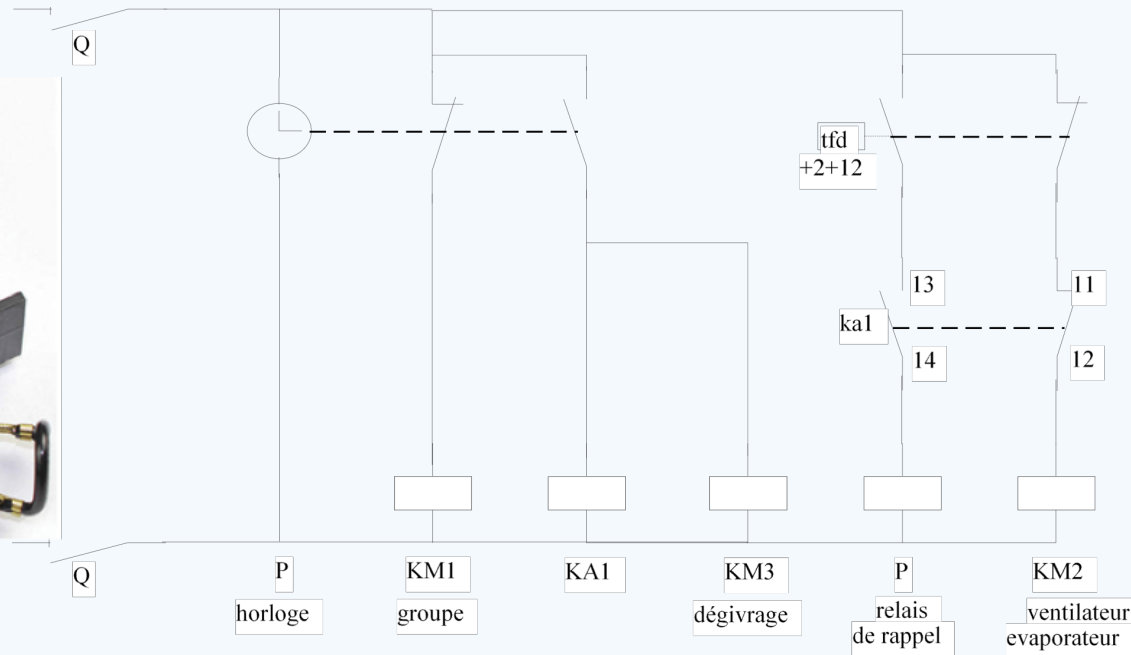 Q
tfd
+2+12
13
11
ka1
14
12
Q
P
KM1
KA1
KM3
P
KM2
horloge
groupe
dégivrage
relais
de rappel
ventilateur
evaporateur